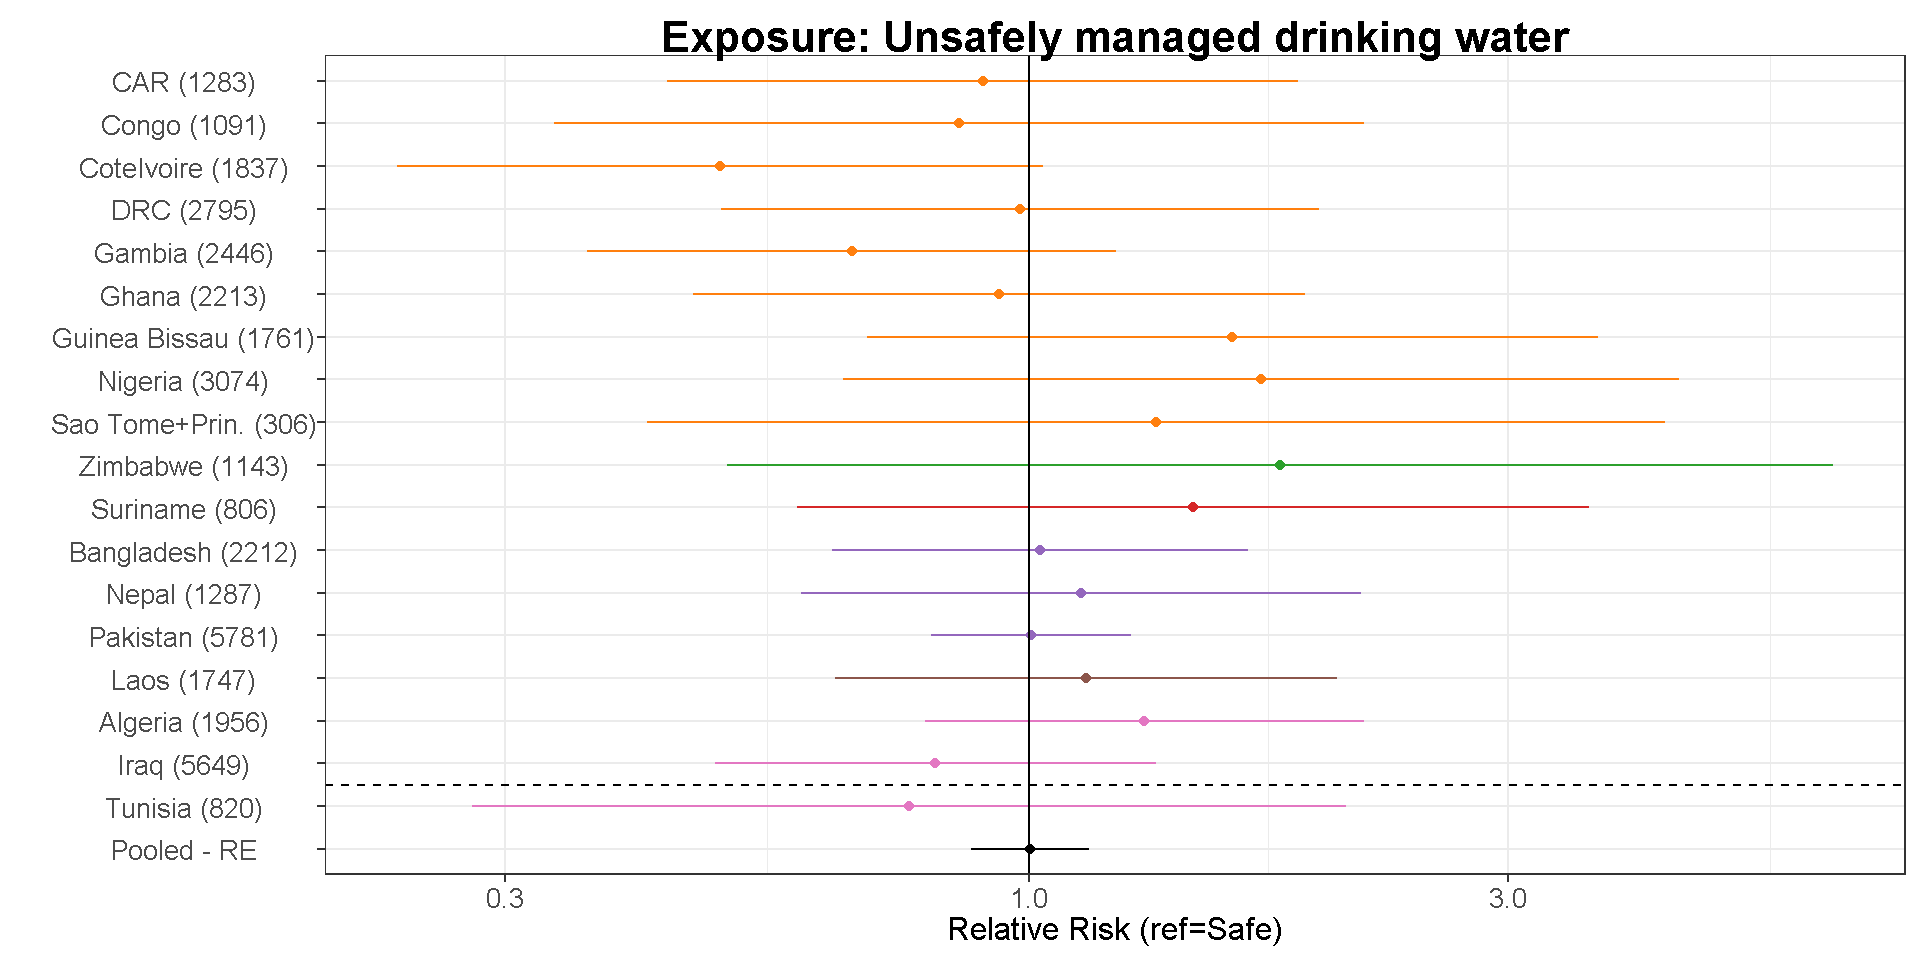 Exposure: Unsafely managed drinking water
CAR (1283)
Congo (1091)
CoteIvoire (1837)
DRC (2795)
Gambia (2446)
Ghana (2213)
Guinea Bissau (1761)
Nigeria (3074)
Sao Tome+Prin. (306)
Zimbabwe (1143)
Suriname (806)
Bangladesh (2212)
Nepal (1287)
Pakistan (5781)
Laos (1747)
Algeria (1956)
Iraq (5649)
Tunisia (820)
Pooled - RE
0.3 1.0 3.0
Relative Risk (ref=Safe)